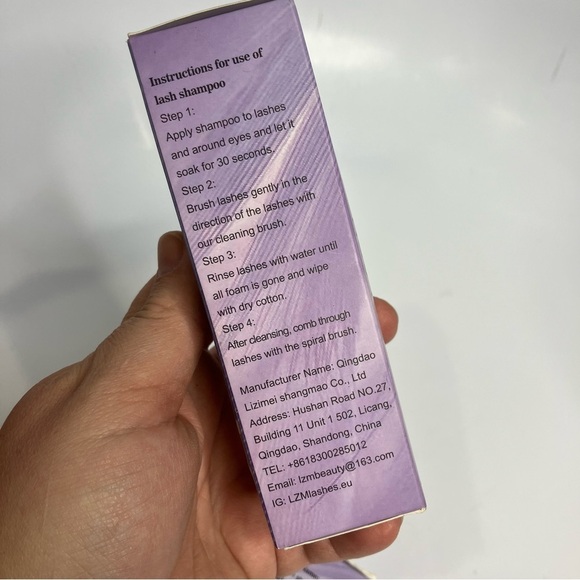 Instructions for use of
lash shampoo
Step 1:
Apply shampoo to lashes
and around eyes and let it
soak for 30 seconds.
Step 2:
Brush lashes gently in the
direction of the lashes with
our cleaning brush.
Step 3:
Rinse lashes with water until
all foam is gone and wipe
with dry cotton.
Step 4:
After cleansing, comb through
lashes with the spiral brush.
Manufacturer Name: Qingdao
Lizimei shangmao Co., Ltd
Address: Hushan Road NO.27,
Building 11 Unit 1 502, Licang,
Qingdao, Shandong, China
TEL: +8618300285012
Email: lzmbeauty@163.com
IG: LZMlashes.eu